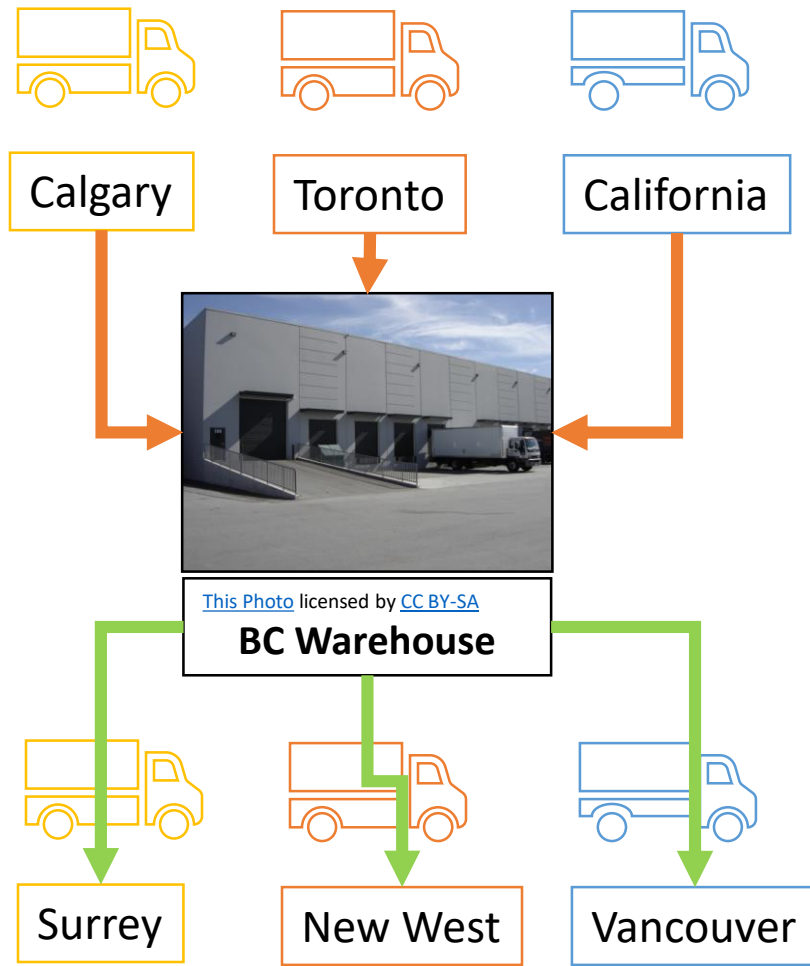 Calgary
Toronto
California
This Photo licensed by CC BY-SA
BC Warehouse
Surrey
New West
Vancouver